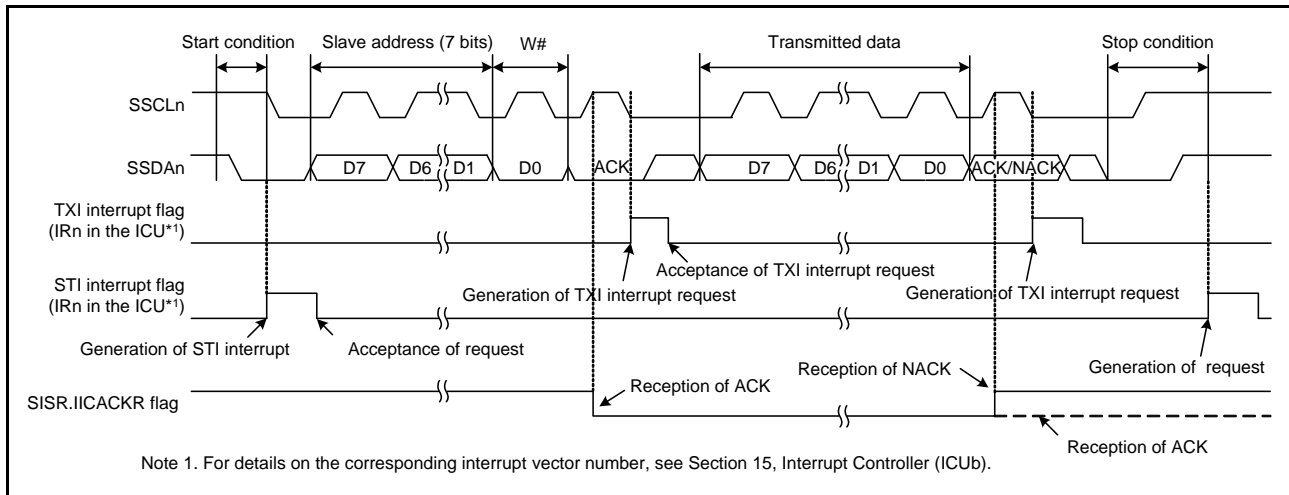 Start condition Slave address (7 bits) W# Transmitted data Stop condition
SSCLn
SSDAn D7 D6 D1 D0 ACK D7 D6 D1 D0 ACK/NACK
TXI interrupt flag
(IRn in the ICU*1)
Acceptance of TXI interrupt request
Generation of TXI interrupt request Generation of TXI interrupt request
STI interrupt flag
(IRn in the ICU*1)
Generation of STI interrupt Acceptance of request Generation of request
Reception of ACK Reception of NACK
SISR.IICACKR flag
Reception of ACK
Note 1. For details on the corresponding interrupt vector number, see Section 15, Interrupt Controller (ICUb).